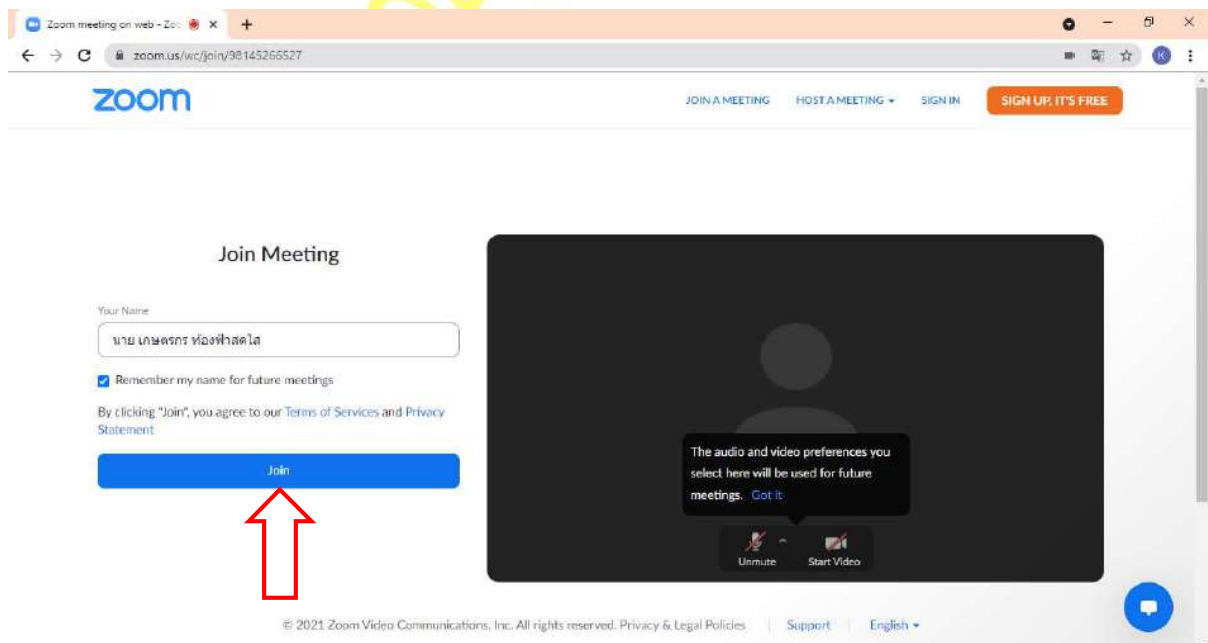 Zoom meeting on web - Zoo
zoom.us/wc/join/98145266527
K
zoom
JOIN A MEETING
HOST A MEETING
SIGN IN
SIGN UP, IT'S FREE
Join Meeting
Your Name
นาย เกษตรกร ท้องฟ้าสดใส
Remember my name for future meetings
By clicking "Join", you agree to our Terms of Services and Privacy
Statement
Join
The audio and video preferences you
select here will be used for future
meetings. Got it
Unmute
Start Video
© 2021 Zoom Video Communications, Inc. All rights reserved. Privacy & Legal Policies
Support
English